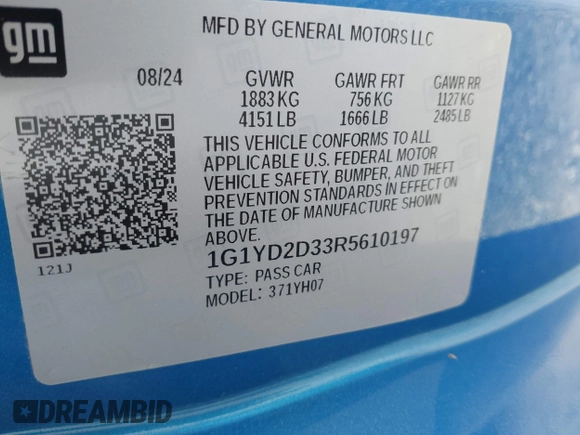 gm
MFD BY GENERAL MOTORS LLC
08/24 GVWR GAWR FRT GAWR RR
1883 KG 756 KG 1127 KG
4151 LB 1666 LB 2485 LB
THIS VEHICLE CONFORMS TO ALL
APPLICABLE U.S. FEDERAL MOTOR
VEHICLE SAFETY, BUMPER, AND THEFT
PREVENTION STANDARDS IN EFFECT ON
THE DATE OF MANUFACTURE SHOWN
ABOVE.
1G1YD2D33R5610197
121J
TYPE: PASS CAR
MODEL: 371YH07
DREAMBID